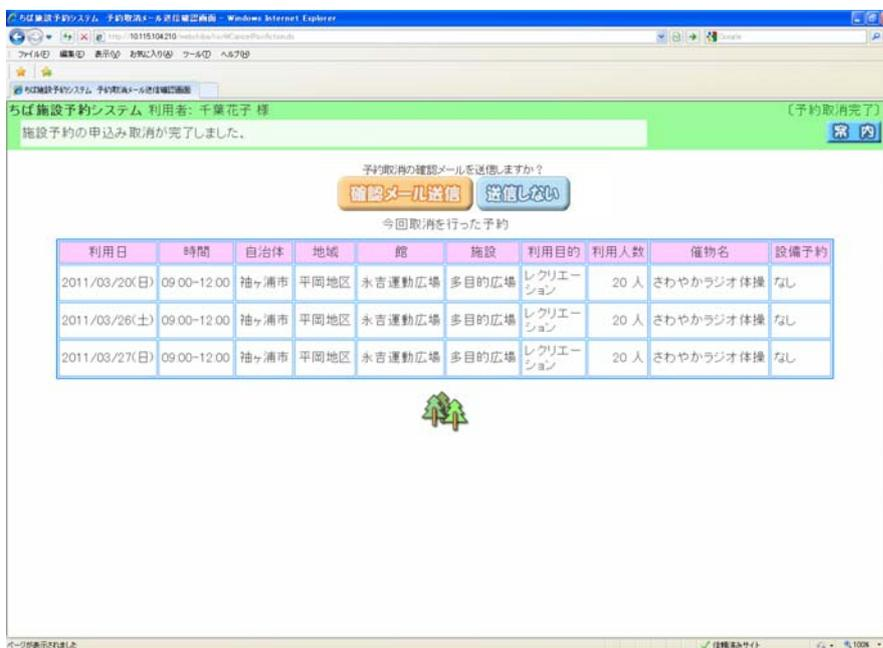 ちば施設予約システム 予約取消メール送信確認画面 - Windows Internet Explorer
ファイル(F) 編集(E) 表示(V) お気に入り(A) ツール(T) ヘルプ(H)
ちば施設予約システム 予約取消メール送信確認画面
ちば施設予約システム 利用者: 千葉花子 様 〔予約取消完了〕
施設予約の申込み取消が完了しました。 案内
予約取消の確認メールを送信しますか?
確認メール送信 送信しない
今回取消を行った予約
利用日 時間 自治体 地域 館 施設 利用目的 利用人数 催物名 設備予約
2011/03/20(日) 09:00-12:00 袖ヶ浦市 平岡地区 永吉運動広場 多目的広場 レクリエーション 20 人 さわやかラジオ体操 なし
2011/03/26(土) 09:00-12:00 袖ヶ浦市 平岡地区 永吉運動広場 多目的広場 レクリエーション 20 人 さわやかラジオ体操 なし
2011/03/27(日) 09:00-12:00 袖ヶ浦市 平岡地区 永吉運動広場 多目的広場 レクリエーション 20 人 さわやかラジオ体操 なし
ページが表示されました 信頼済みサイト 100%